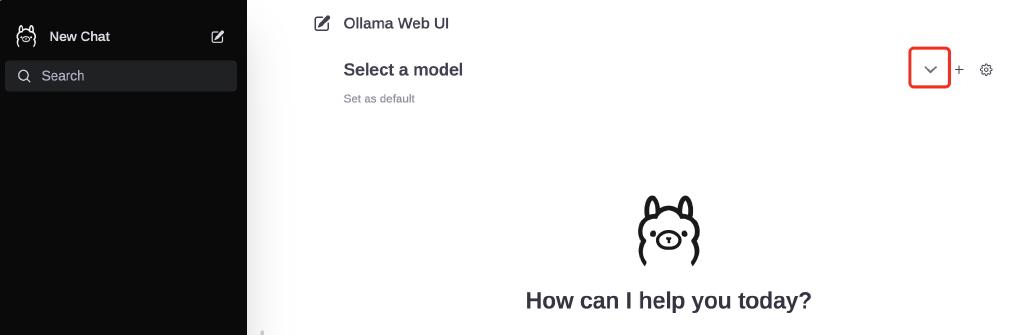 New Chat
Search
Ollama Web UI
Select a model
Set as default
How can I help you today?